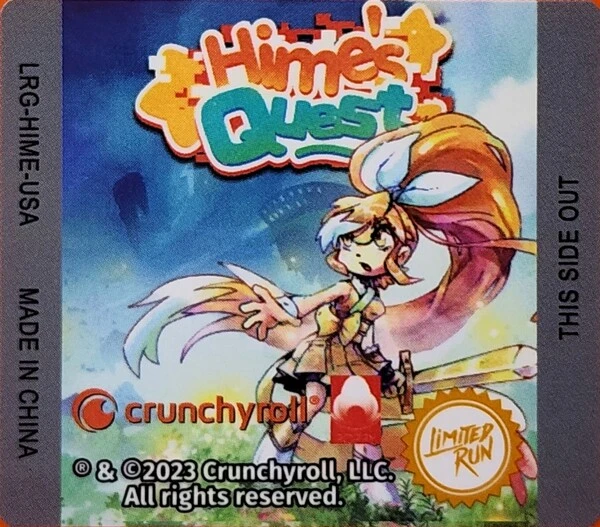 Hime's
Quest
LRG-HIME-USA
MADE IN CHINA
THIS SIDE OUT
crunchyroll®
LIMITED
RUN
® & ©2023 Crunchyroll, LLC.
All rights reserved.